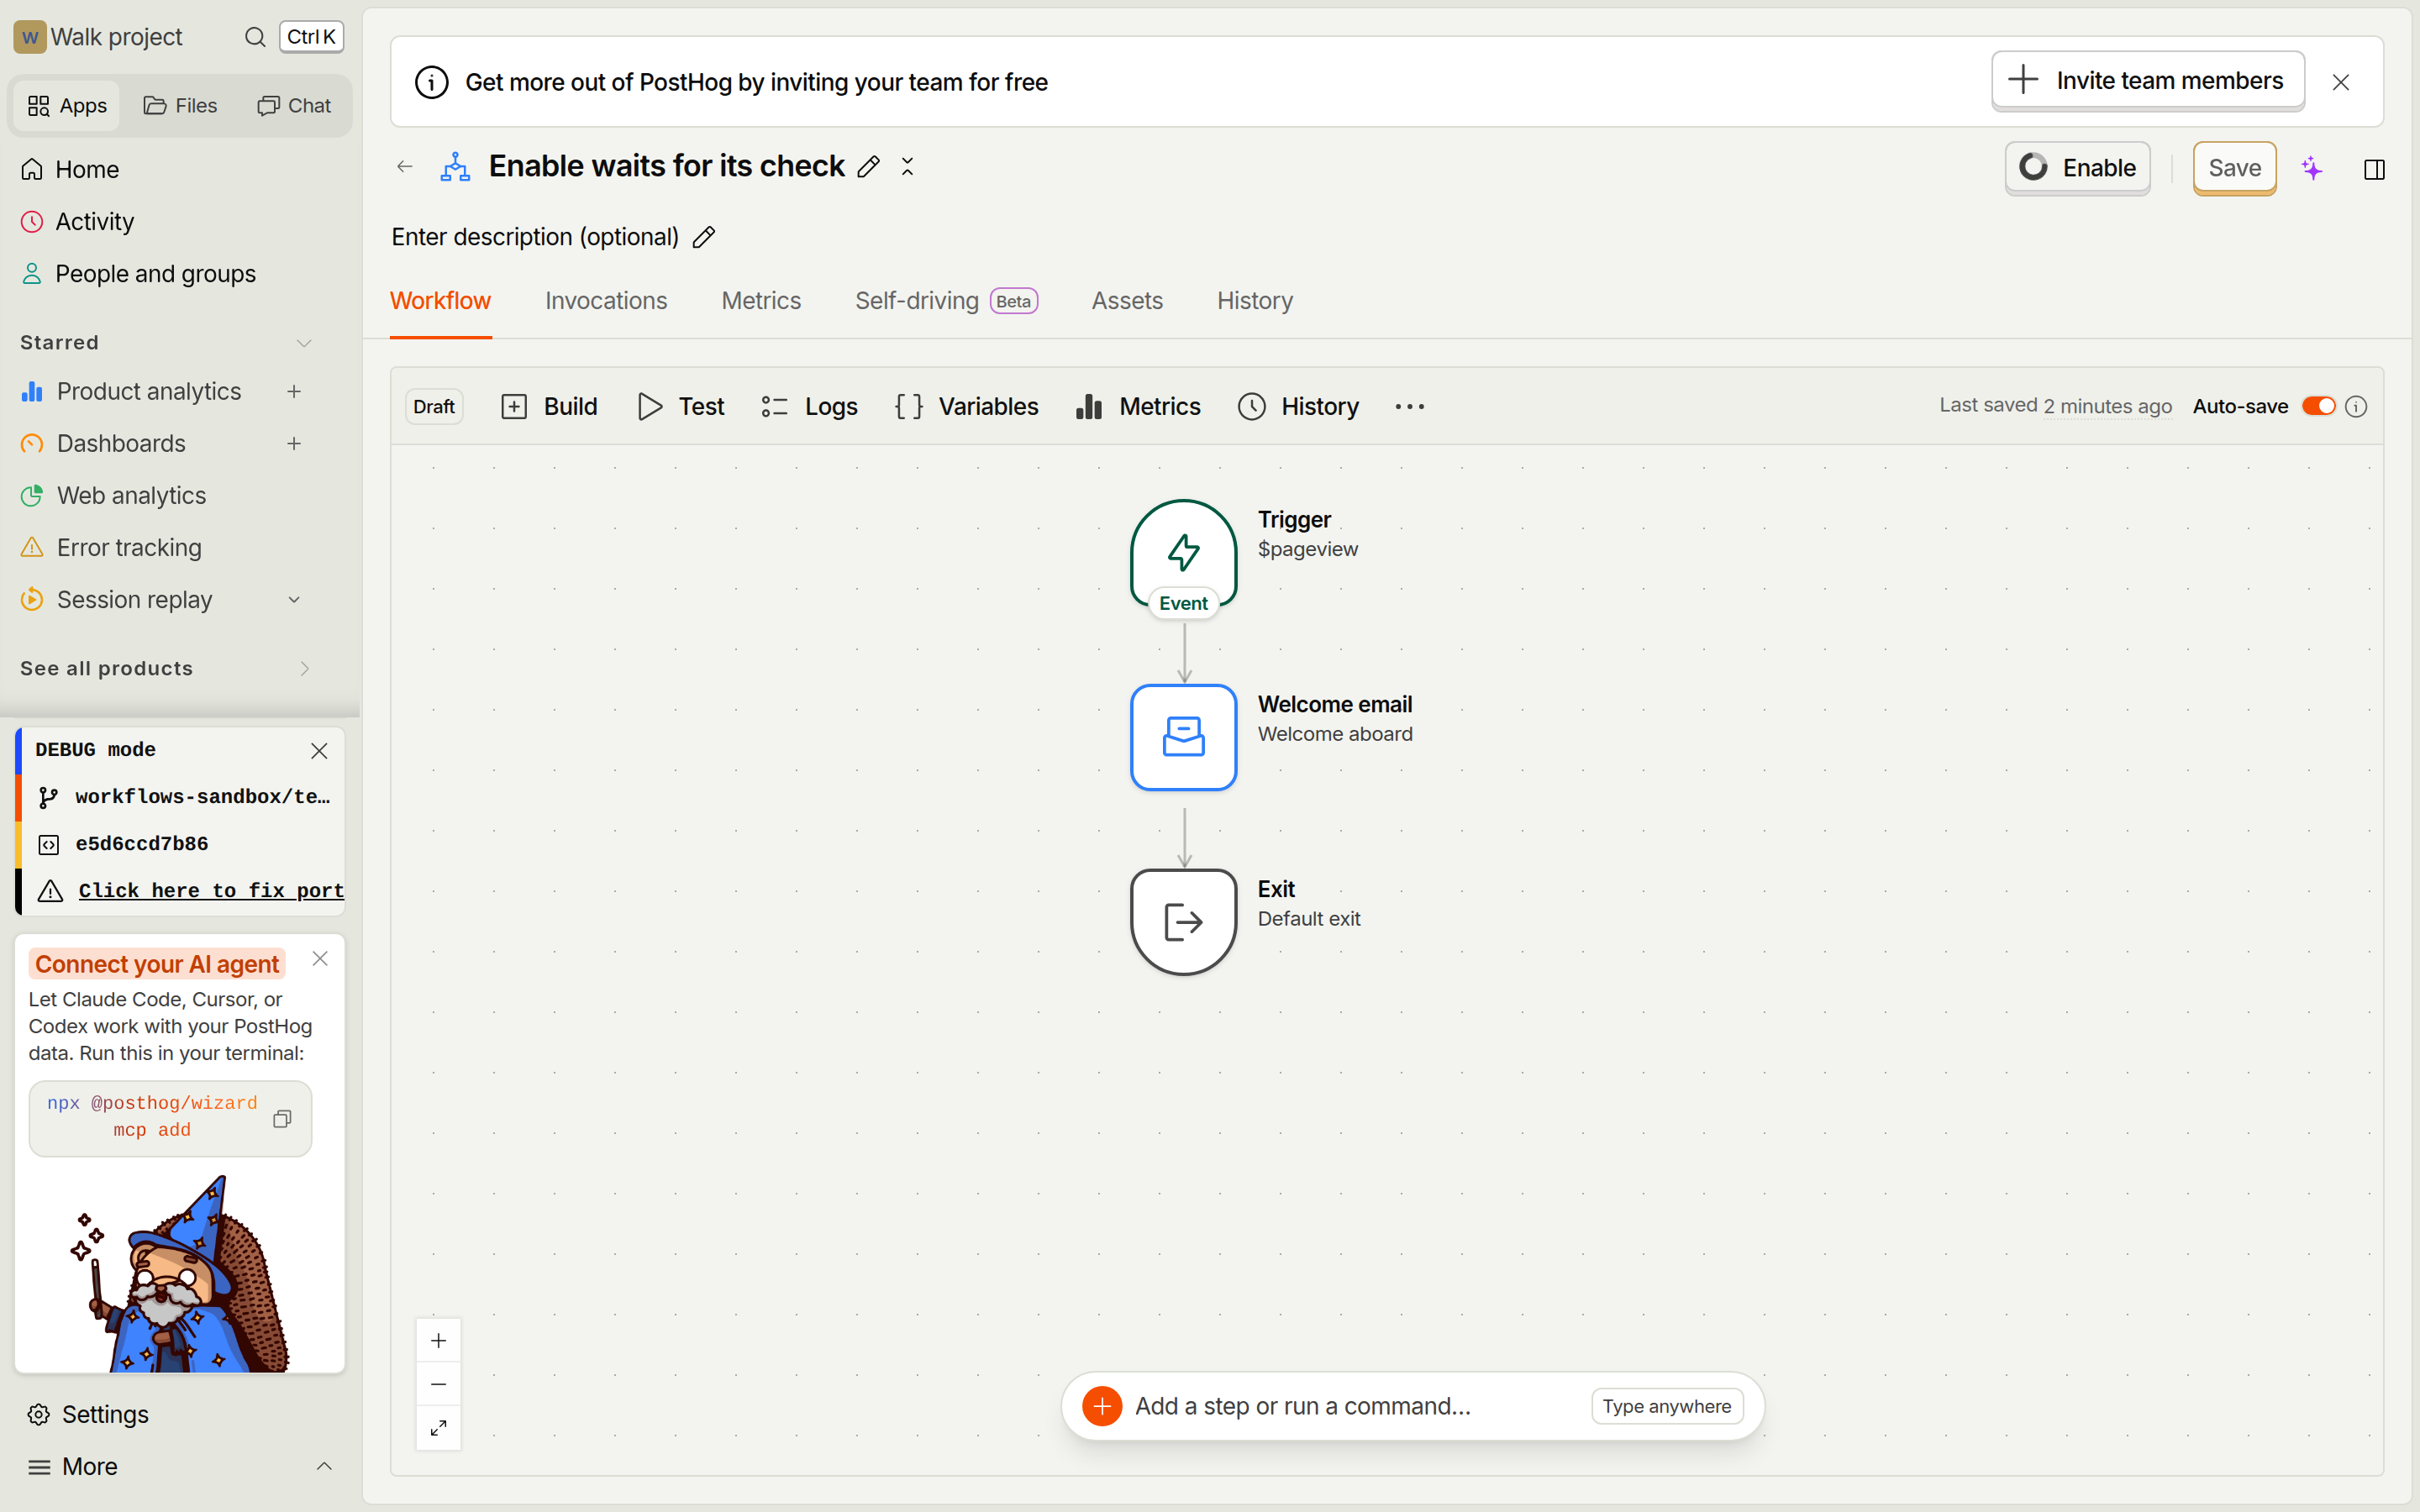 W Walk project Ctrl K
Apps Files Chat
Home
Activity
People and groups
Starred
Product analytics
Dashboards
Web analytics
Error tracking
Session replay
See all products
DEBUG mode
workflows-sandbox/te…
e5d6ccd7b86
Click here to fix port
Connect your AI agent
Let Claude Code, Cursor, or
Codex work with your PostHog
data. Run this in your terminal:
npx @posthog/wizard
mcp add
Settings
More
Get more out of PostHog by inviting your team for free
Invite team members
Enable waits for its check
Enable Save
Enter description (optional)
Workflow Invocations Metrics Self-driving Beta Assets History
Draft Build Test Logs Variables Metrics History
Last saved 2 minutes ago Auto-save
Trigger
$pageview
Event
Welcome email
Welcome aboard
Exit
Default exit
Add a step or run a command... Type anywhere